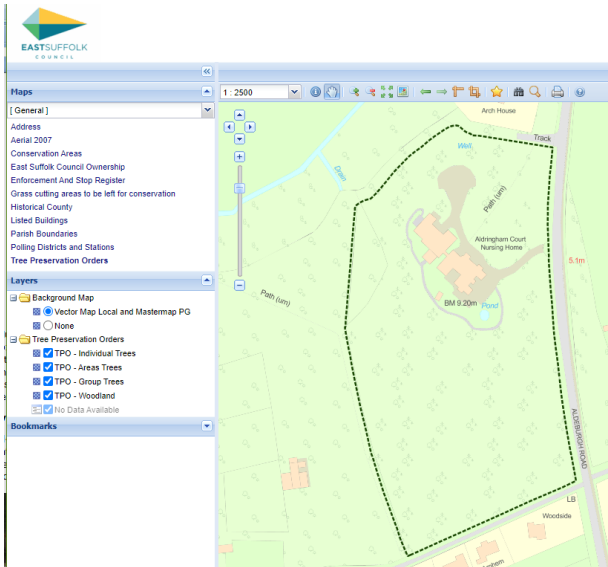 EASTSUFFOLK
COUNCIL
Maps
[ General ]
Address
Aerial 2007
Conservation Areas
East Suffolk Council Ownership
Enforcement And Stop Register
Grass cutting areas to be left for conservation
Historical County
Listed Buildings
Parish Boundaries
Polling Districts and Stations
Tree Preservation Orders
Layers
Background Map
Vector Map Local and Mastermap PG
None
Tree Preservation Orders
TPO - Individual Trees
TPO - Areas Trees
TPO - Group Trees
TPO - Woodland
No Data Available
Bookmarks
1 : 2500
Arch House
Track
Well
Drain
Path (um)
Aldringham Court
Nursing Home
5.1m
Path (um)
BM 9.20m
Pond
ALDEBURGH ROAD
LB
Woodside